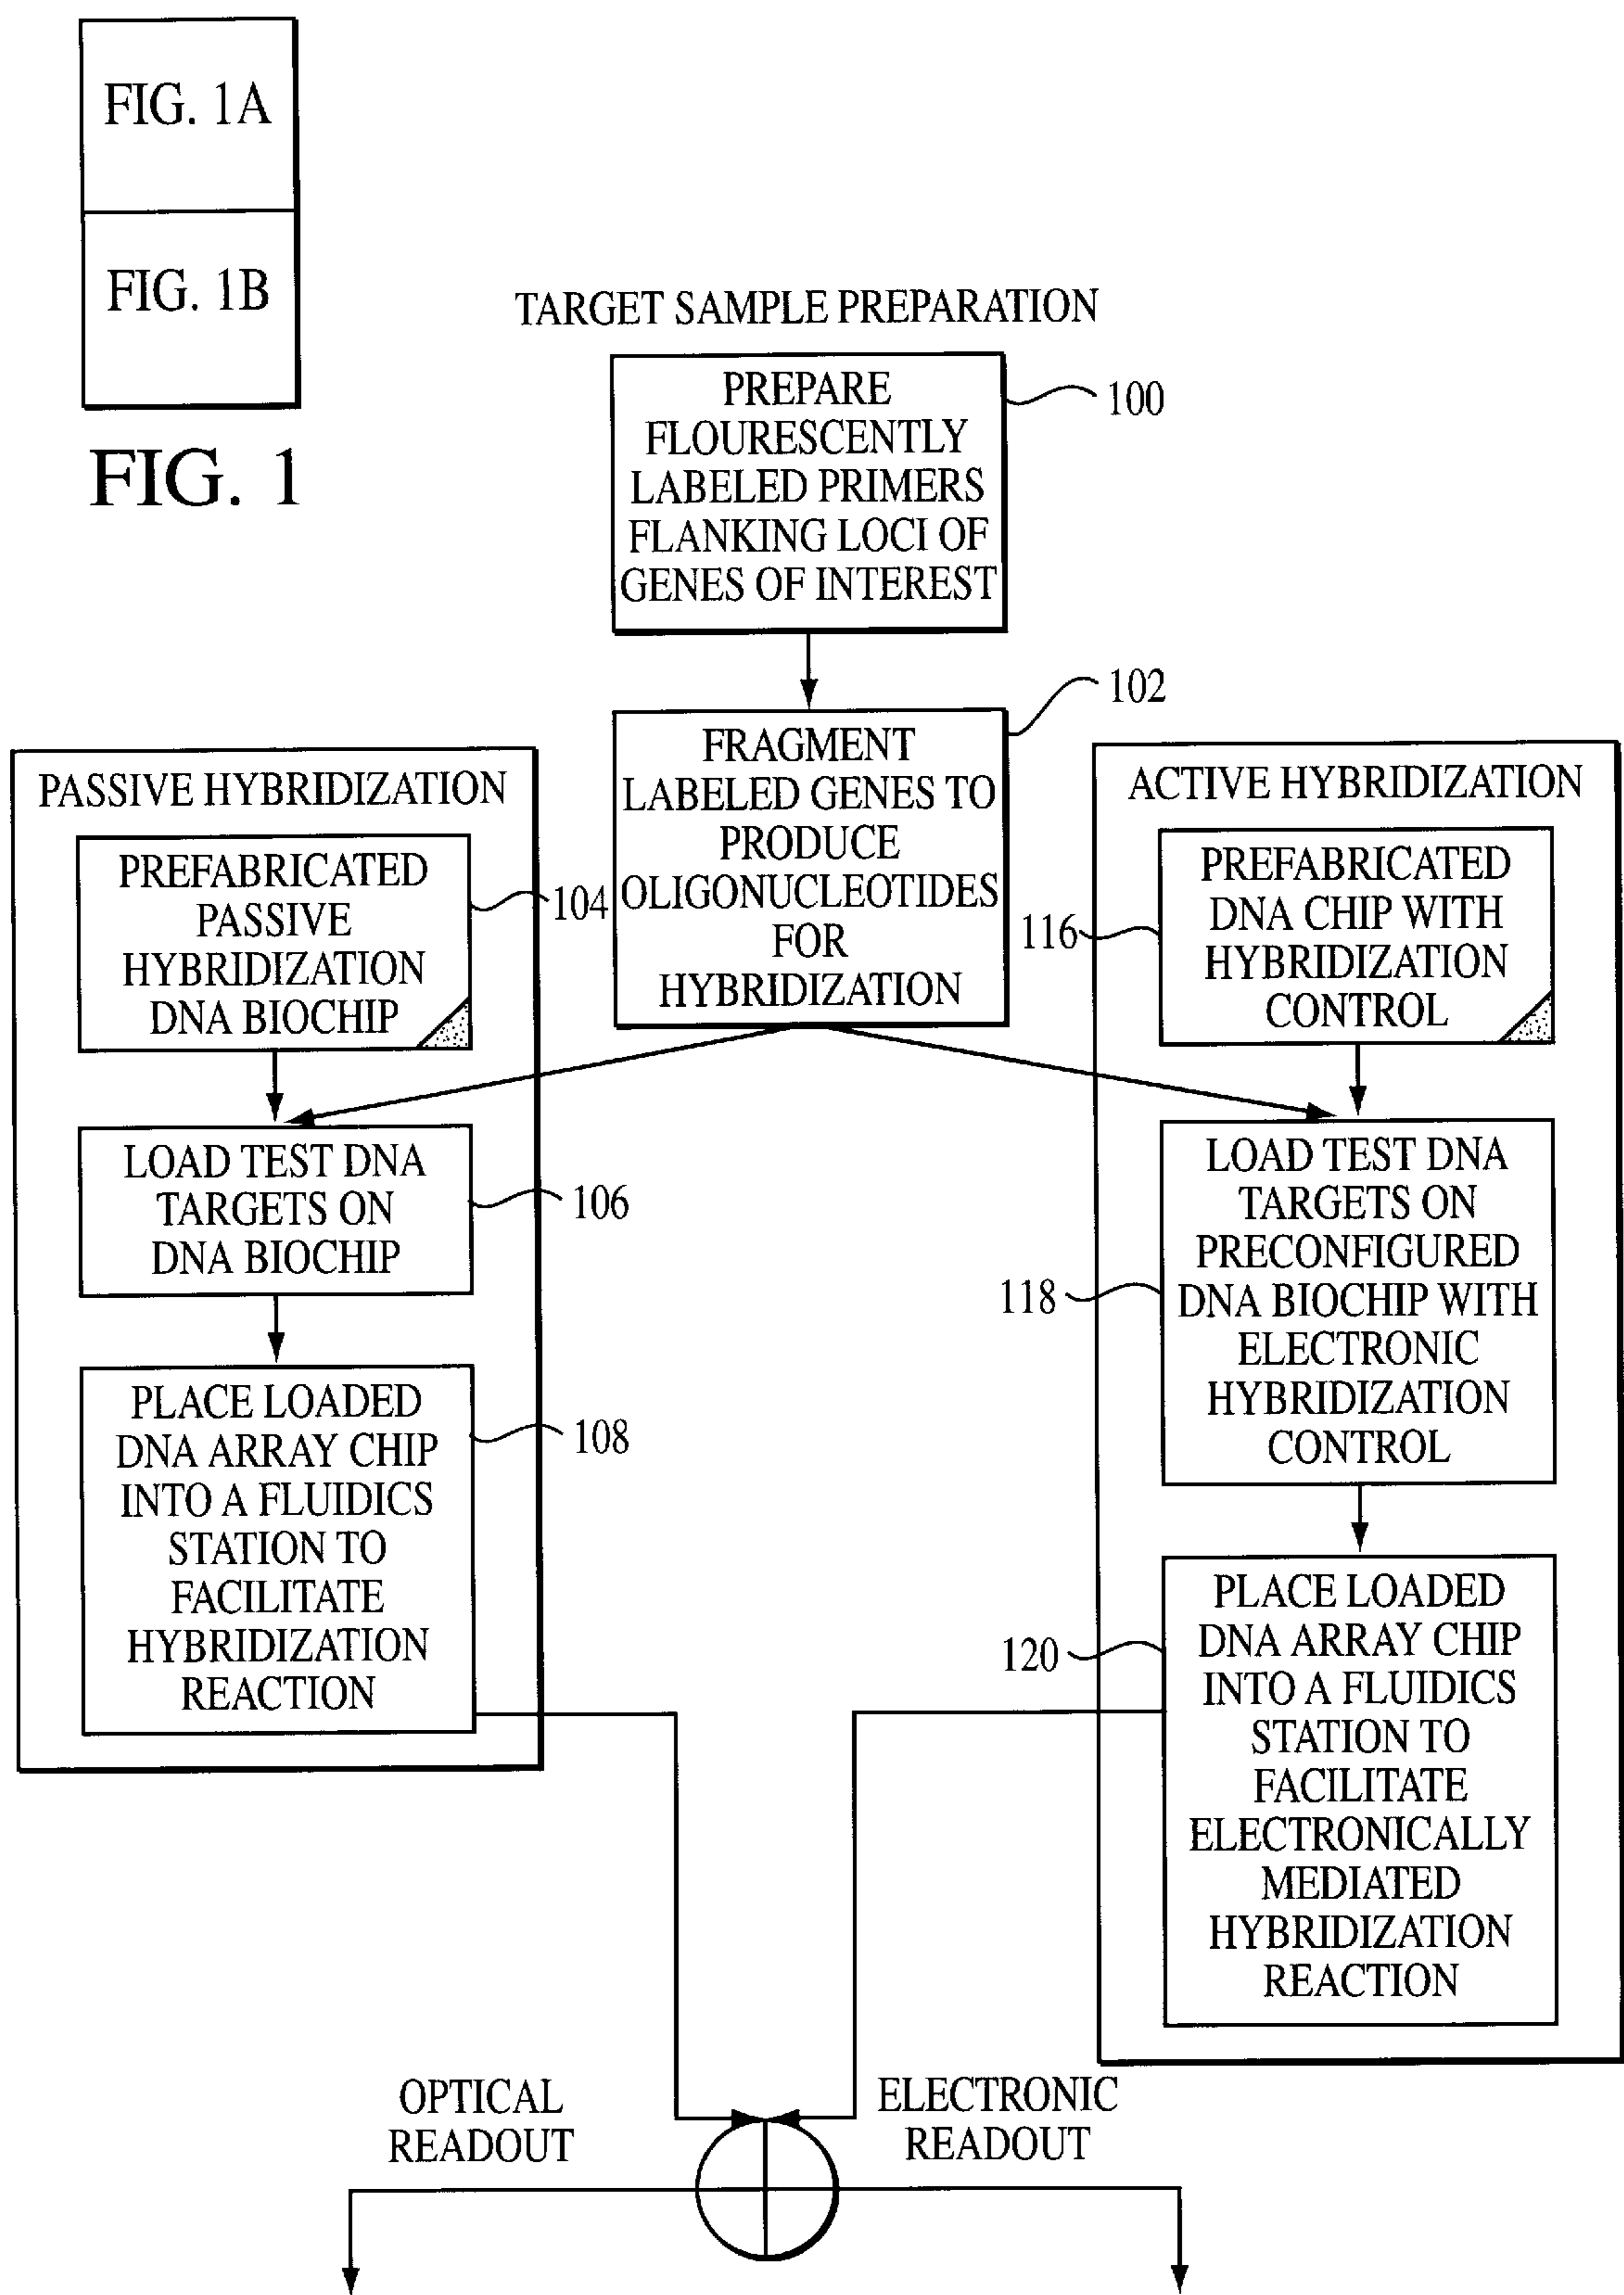 FIG. 1A
FIG. 1B
FIG. 1
TARGET SAMPLE PREPARATION
PREPARE
FLOURESCENTLY
LABELED PRIMERS
FLANKING LOCI OF
GENES OF INTEREST
100
FRAGMENT
LABELED GENES TO
PRODUCE
OLIGONUCLEOTIDES
FOR
HYBRIDIZATION
102
PASSIVE HYBRIDIZATION
PREFABRICATED
PASSIVE
HYBRIDIZATION
DNA BIOCHIP
104
LOAD TEST DNA
TARGETS ON
DNA BIOCHIP
106
PLACE LOADED
DNA ARRAY CHIP
INTO A FLUIDICS
STATION TO
FACILITATE
HYBRIDIZATION
REACTION
108
ACTIVE HYBRIDIZATION
PREFABRICATED
DNA CHIP WITH
HYBRIDIZATION
CONTROL
116
LOAD TEST DNA
TARGETS ON
PRECONFIGURED
DNA BIOCHIP WITH
ELECTRONIC
HYBRIDIZATION
CONTROL
118
PLACE LOADED
DNA ARRAY CHIP
INTO A FLUIDICS
STATION TO
FACILITATE
ELECTRONICALLY
MEDIATED
HYBRIDIZATION
REACTION
120
OPTICAL
READOUT
ELECTRONIC
READOUT